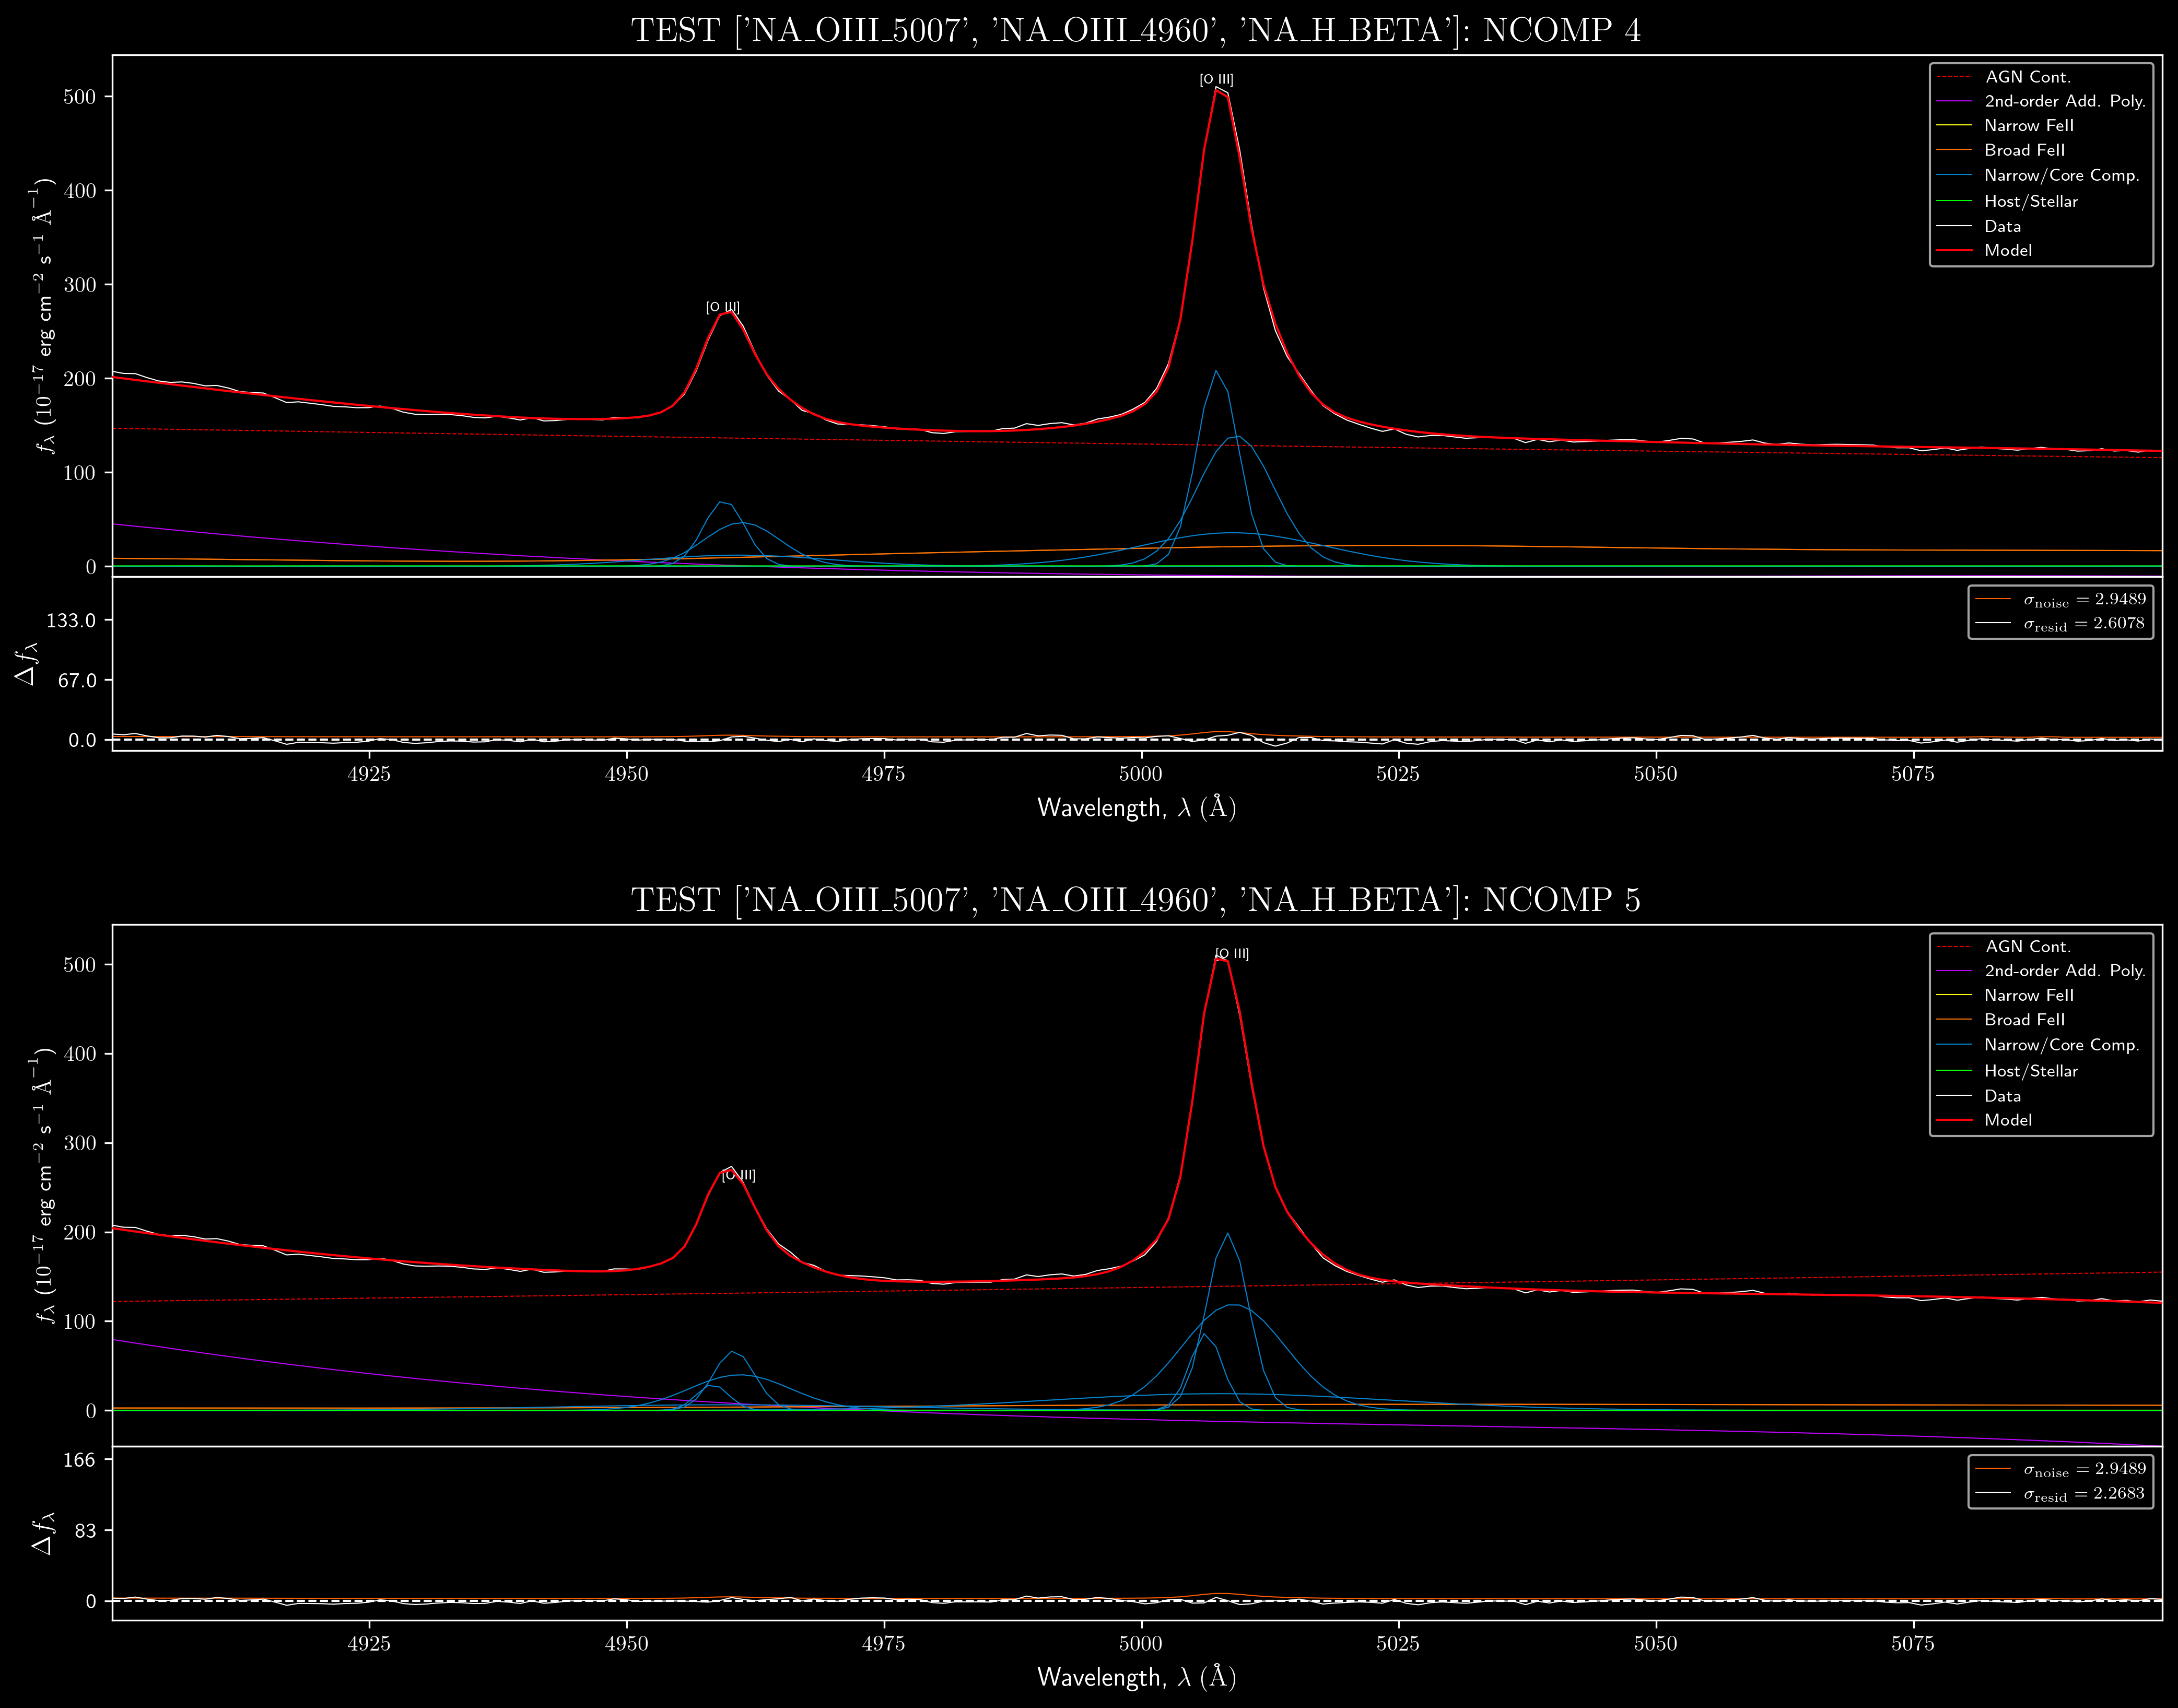 TEST ['NA_OIII_5007', 'NA_OIII_4960', 'NA_H_BETA']: NCOMP 4
[O III]
[O III]
AGN Cont.
2nd-order Add. Poly.
Narrow FeII
Broad FeII
Narrow/Core Comp.
Host/Stellar
Data
Model
500
400
300
200
100
0
f_λ (10⁻¹⁷ erg cm⁻² s⁻¹ Å⁻¹)
σ_noise = 2.9489
σ_resid = 2.6078
133.0
67.0
0.0
Δf_λ
4925 4950 4975 5000 5025 5050 5075
Wavelength, λ (Å)
TEST ['NA_OIII_5007', 'NA_OIII_4960', 'NA_H_BETA']: NCOMP 5
[O III]
[O III]
AGN Cont.
2nd-order Add. Poly.
Narrow FeII
Broad FeII
Narrow/Core Comp.
Host/Stellar
Data
Model
500
400
300
200
100
0
f_λ (10⁻¹⁷ erg cm⁻² s⁻¹ Å⁻¹)
σ_noise = 2.9489
σ_resid = 2.2683
166
83
0
Δf_λ
4925 4950 4975 5000 5025 5050 5075
Wavelength, λ (Å)